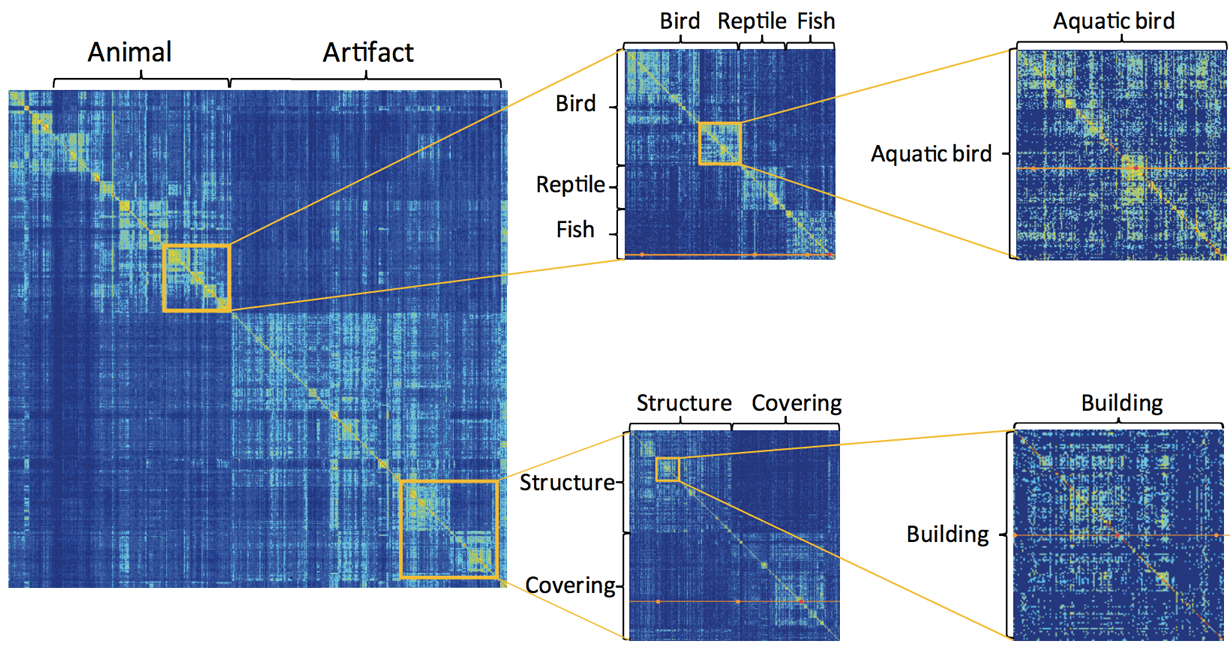 Animal
Artifact
Bird
Reptile
Fish
Bird
Reptile
Fish
Aquatic bird
Aquatic bird
Structure
Covering
Structure
Covering
Building
Building